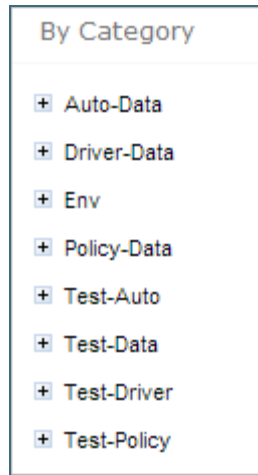 By Category
Auto-Data
Driver-Data
Env
Policy-Data
Test-Auto
Test-Data
Test-Driver
Test-Policy